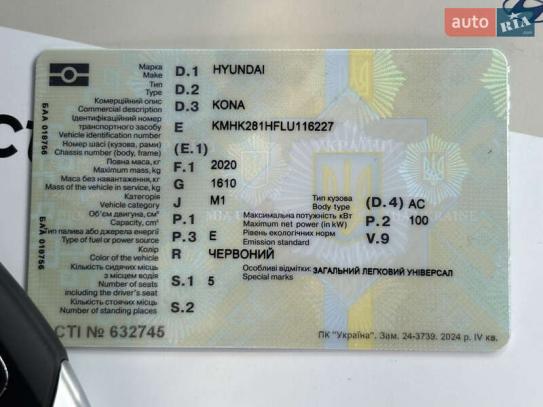 auto RIA
.com
Марка
Make D.1 HYUNDAI
Тип
Type D.2
Комерційний опис
Commercial description D.3 KONA
Ідентифікаційний номер
транспортного засобу
Vehicle identification number E KMHK281HFLU116227
Номер шасі (кузова, рами)
Chassis number (body, frame) (E.1)
Повна маса, кг
Maximum mass, kg F.1 2020
Маса без навантаження, кг
Mass of the vehicle in service, kg G 1610
Категорія
Vehicle category J M1
Тип кузова
Body type (D.4) AC
Об'єм двигуна, см³
Capacity, cm³ P.1
Максимальна потужність кВт
Maximum net power (in kW) P.2 100
Тип палива або джерела енергії
Type of fuel or power source P.3 E
Рівень екологічних норм
Emission standard V.9
Колір
Color of the vehicle R ЧЕРВОНИЙ
Кількість сидячих місць
з місцем водія
Number of seats
including the driver's seat S.1 5
Особливі відмітки:
Special marks ЗАГАЛЬНИЙ ЛЕГКОВИЙ УНІВЕРСАЛ
Кількість стоячих місць
Number of standing places S.2
СТІ № 632745
ПК "Україна". Зам. 24-3739. 2024 р. IV кв.
БАА 019756
БАА 019756